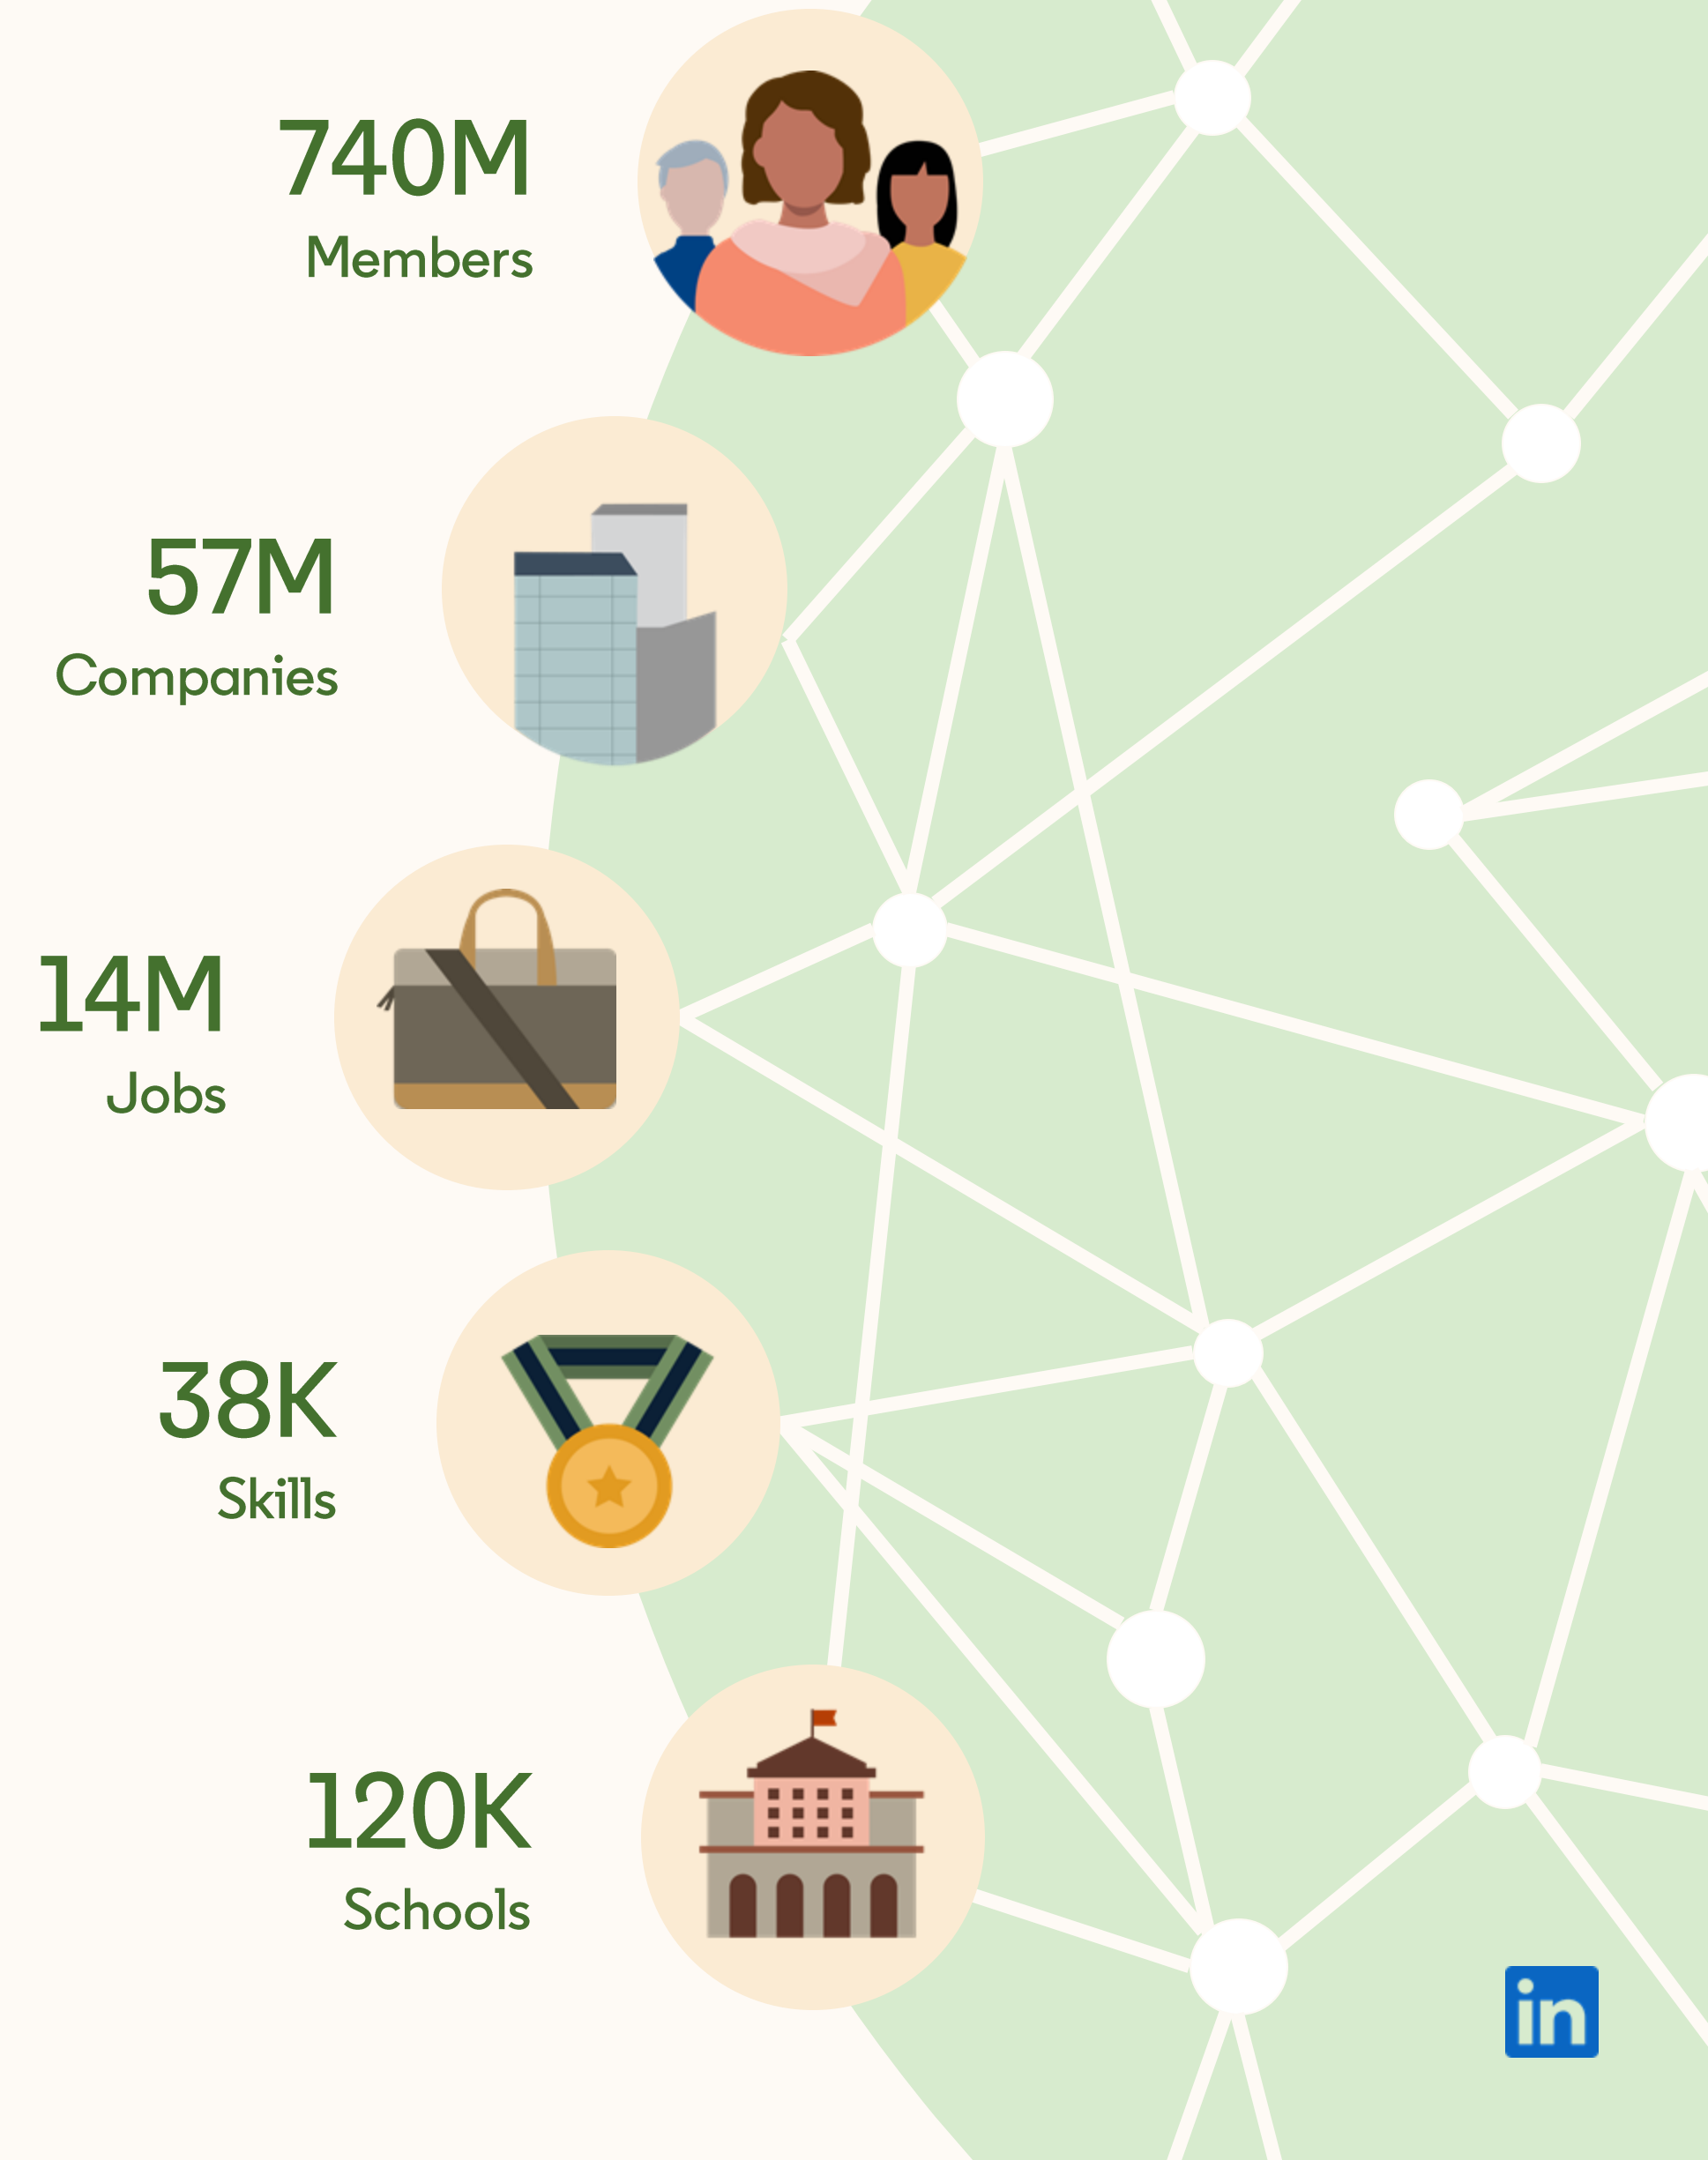 740M
Members
57M
Companies
14M
Jobs
38K
Skills
120K
Schools
in